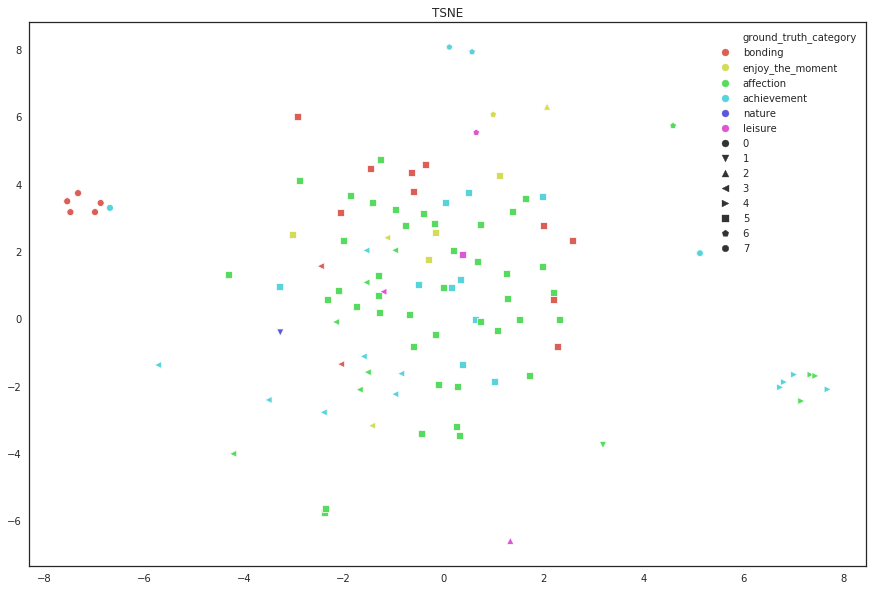 TSNE
ground_truth_category
bonding
enjoy_the_moment
affection
achievement
nature
leisure
0
1
2
3
4
5
6
7
8
6
4
2
0
−2
−4
−6
−8 −6 −4 −2 0 2 4 6 8